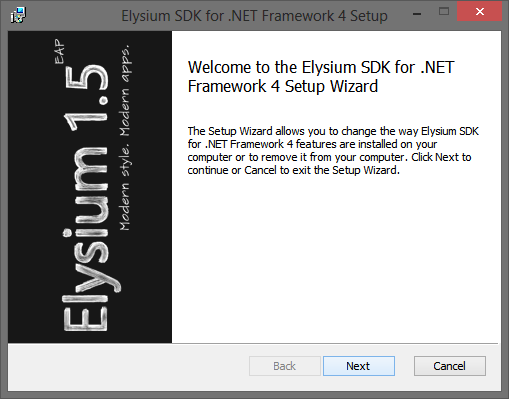 Elysium SDK for .NET Framework 4 Setup
Elysium 1.5
EAP
Modern style. Modern apps.
Welcome to the Elysium SDK for .NET
Framework 4 Setup Wizard
The Setup Wizard allows you to change the way Elysium SDK
for .NET Framework 4 features are installed on your
computer or to remove it from your computer. Click Next to
continue or Cancel to exit the Setup Wizard.
Back
Next
Cancel